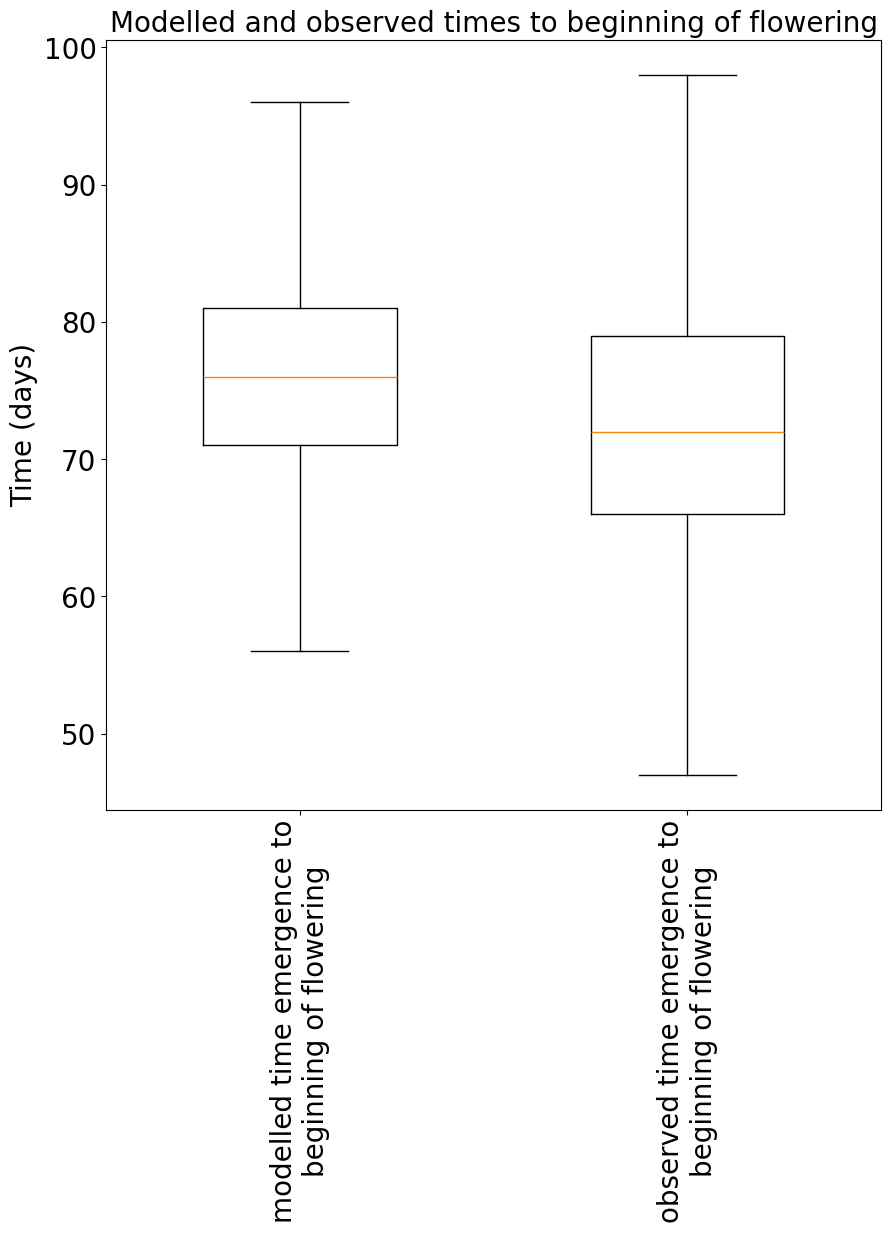 Modelled and observed times to beginning of flowering
Time (days)
100
90
80
70
60
50
modelled time emergence to
beginning of flowering
observed time emergence to
beginning of flowering